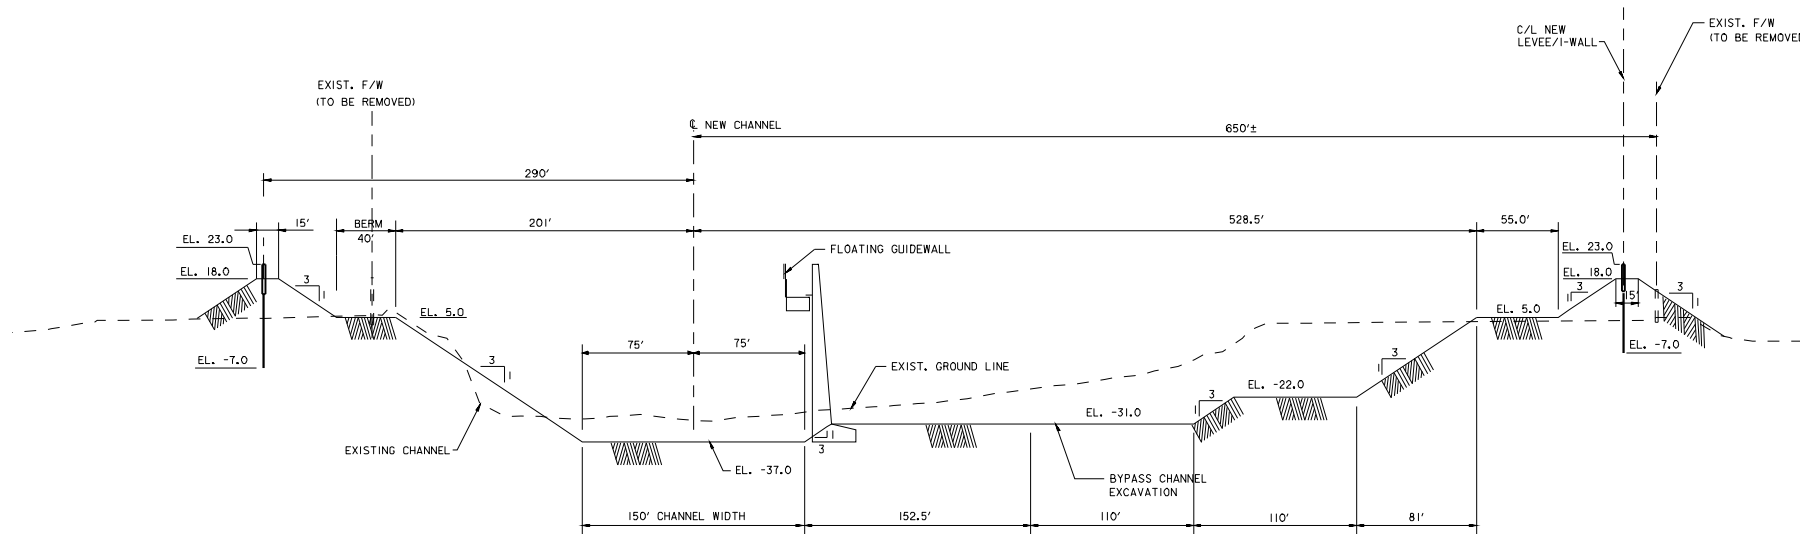 C/L NEW
LEVEE/I-WALL
EXIST. F/W
(TO BE REMOVED
EXIST. F/W
(TO BE REMOVED)
℄ NEW CHANNEL
650'±
290'
15'
BERM
40'
201'
528.5'
55.0'
EL. 23.0
FLOATING GUIDEWALL
EL. 23.0
EL. 18.0
3
1
EL. 18.0
3
1
15'
3
1
EL. 5.0
EL. 5.0
75'
75'
EL. -7.0
3
1
EXIST. GROUND LINE
3
1
EL. -7.0
EL. -22.0
3
1
EL. -31.0
EXISTING CHANNEL
1
3
EL. -37.0
BYPASS CHANNEL
EXCAVATION
150' CHANNEL WIDTH
152.5'
110'
110'
81'